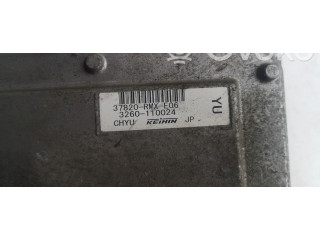 37820-RMX-E06
3260-110024
CHYU KEIHIN JP
YU